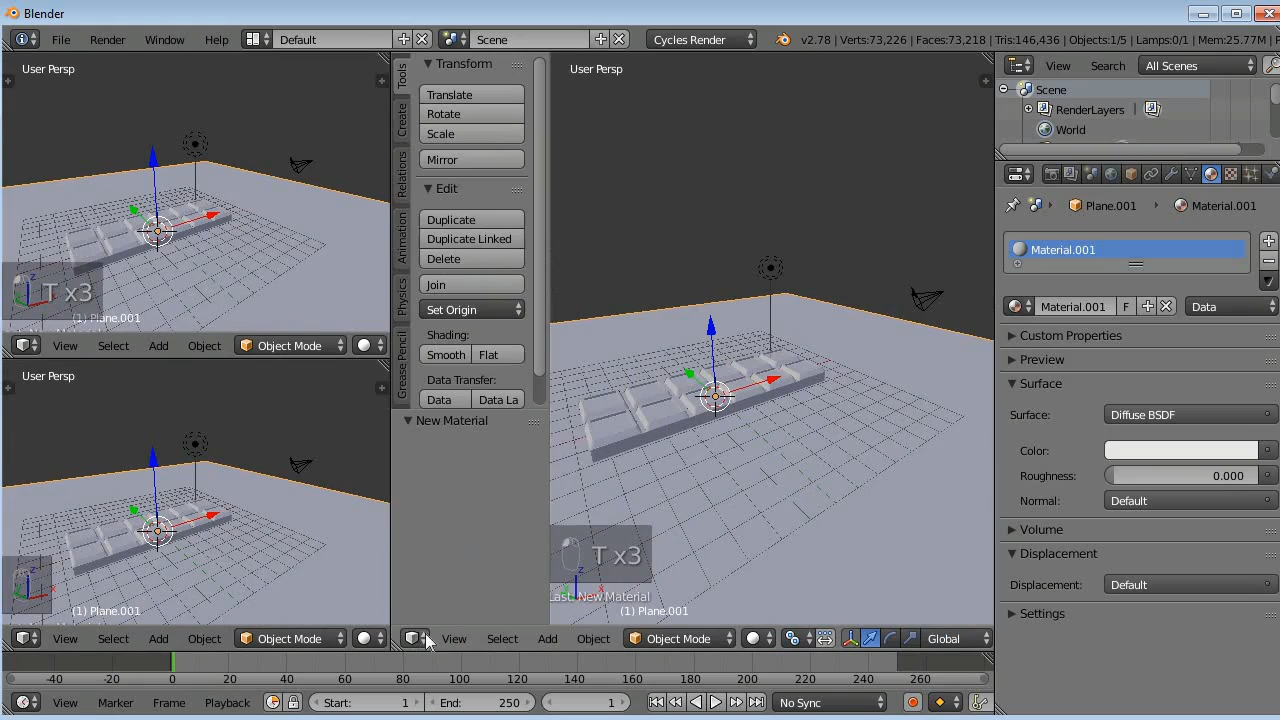 Blender
File Render Window Help Default Scene Cycles Render v2.78 | Verts:73,226 | Faces:73,218 | Tris:146,436 | Objects:1/5 | Lamps:0/1 | Mem:25.77M |
User Persp
T x3
(1) Plane.001
View Select Add Object Object Mode
User Persp
(1) Plane.001
View Select Add Object Object Mode
Tools
Create
Relations
Animation
Physics
Grease Pencil
Transform
Translate
Rotate
Scale
Mirror
Edit
Duplicate
Duplicate Linked
Delete
Join
Set Origin
Shading:
Smooth Flat
Data Transfer:
Data Data La
New Material
User Persp
T x3
Last: New Material
(1) Plane.001
View Select Add Object Object Mode Global
View Search All Scenes
Scene
RenderLayers
World
Plane.001 Material.001
Material.001
Material.001 F Data
Custom Properties
Preview
Surface
Surface: Diffuse BSDF
Color:
Roughness: 0.000
Normal: Default
Volume
Displacement
Displacement: Default
Settings
-40 -20 0 20 40 60 80 100 120 140 160 180 200 220 240 260
View Marker Frame Playback Start: 1 End: 250 1 No Sync